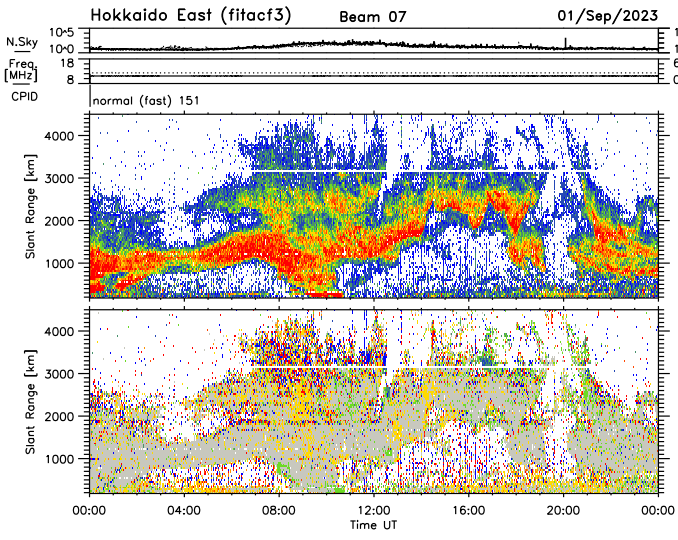 Hokkaido East (fitacf3) Beam 07 01/Sep/2023
N.Sky 10^5 10^0 1 1
Freq. [MHz] 18 8 6 0
CPID normal (fast) 151
Slant Range [km] 4000 3000 2000 1000
Slant Range [km] 4000 3000 2000 1000
00:00 04:00 08:00 12:00 16:00 20:00 00:00
Time UT